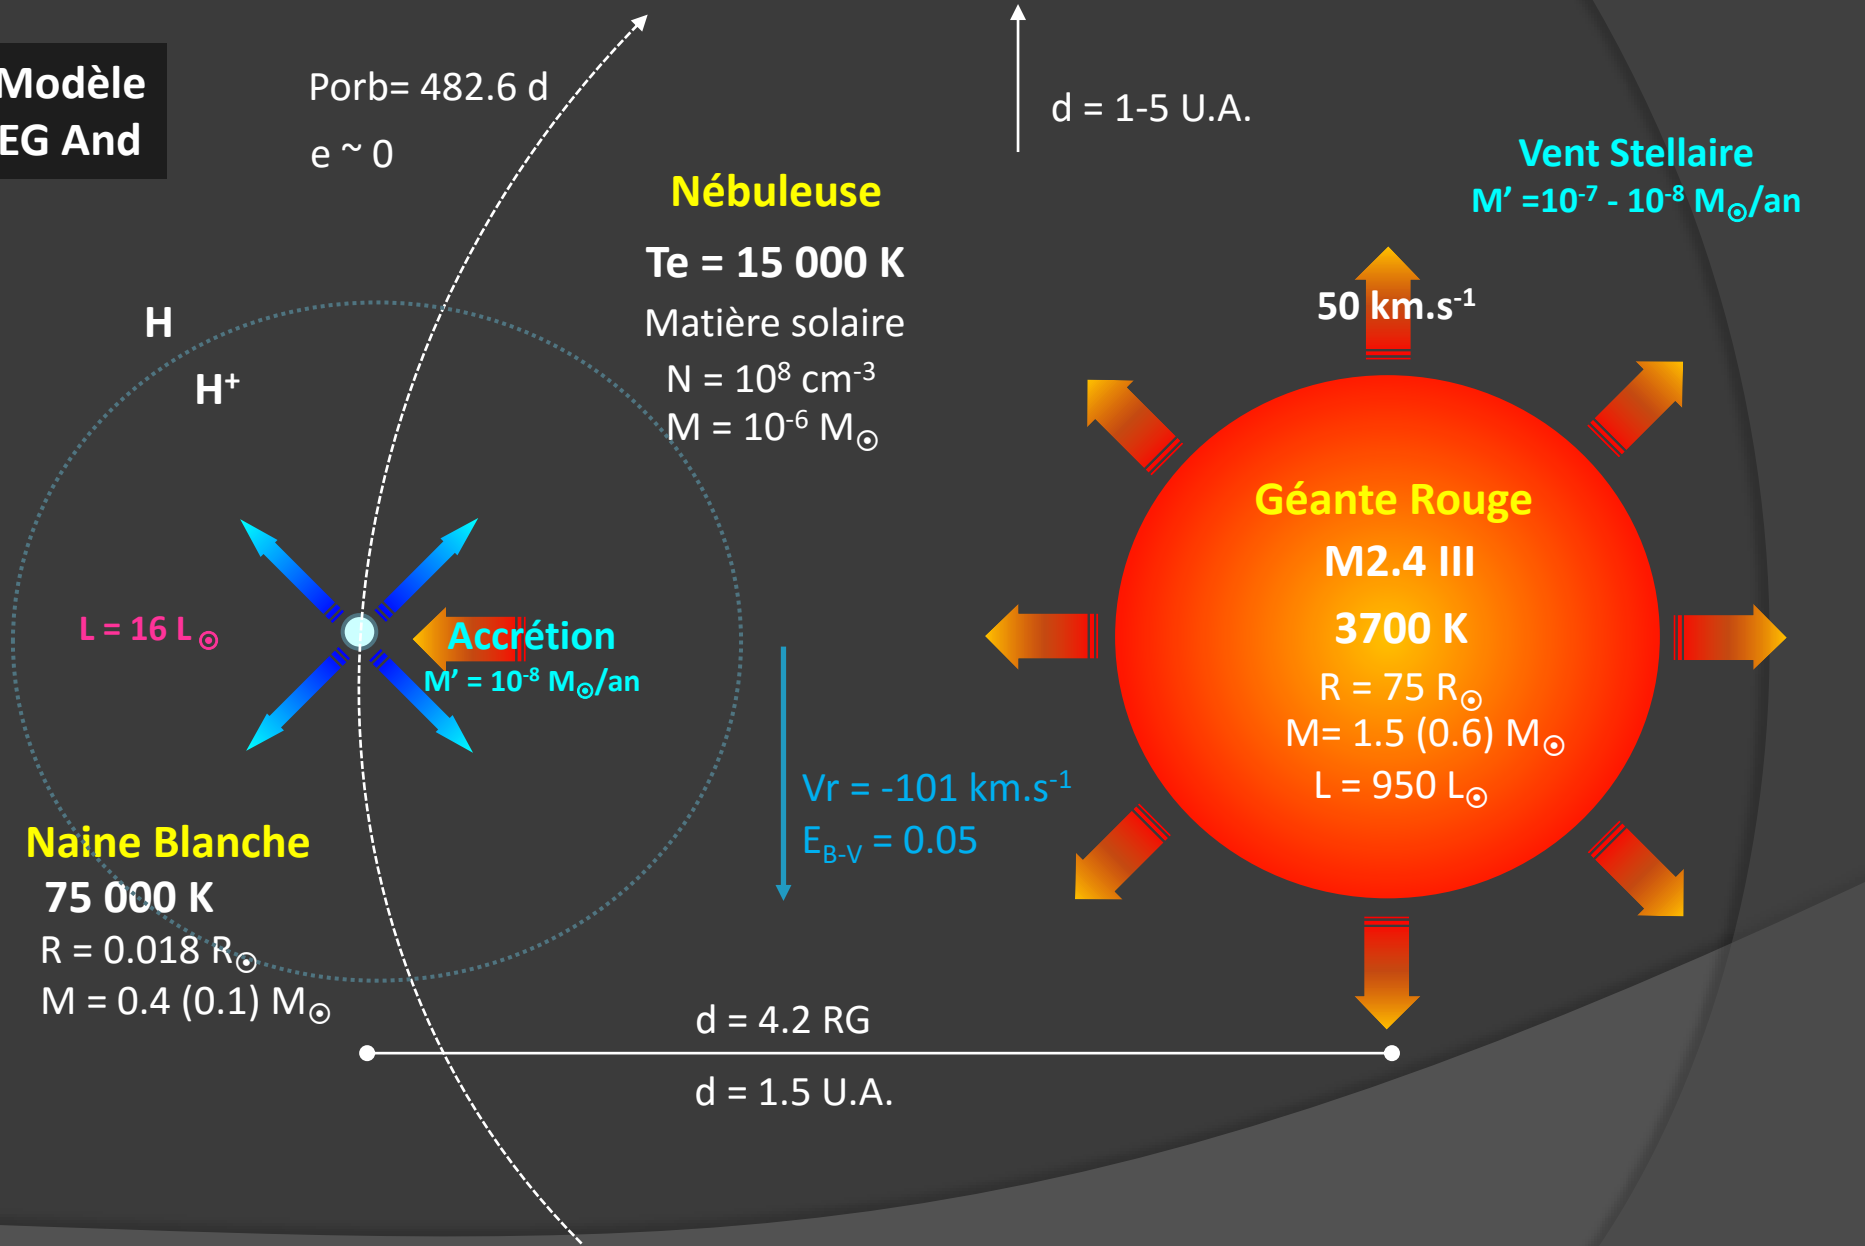 Modèle
EG And
Porb= 482.6 d
e ~ 0
d = 1-5 U.A.
Vent Stellaire
M’ =10⁻⁷ - 10⁻⁸ M☉/an
Nébuleuse
Te = 15 000 K
Matière solaire
N = 10⁸ cm⁻³
M = 10⁻⁶ M☉
50 km.s⁻¹
H
H⁺
Géante Rouge
M2.4 III
3700 K
R = 75 R☉
M= 1.5 (0.6) M☉
L = 950 L☉
L = 16 L☉
Accrétion
M’ = 10⁻⁸ M☉/an
Vr = -101 km.s⁻¹
E_B-V = 0.05
Naine Blanche
75 000 K
R = 0.018 R☉
M = 0.4 (0.1) M☉
d = 4.2 RG
d = 1.5 U.A.